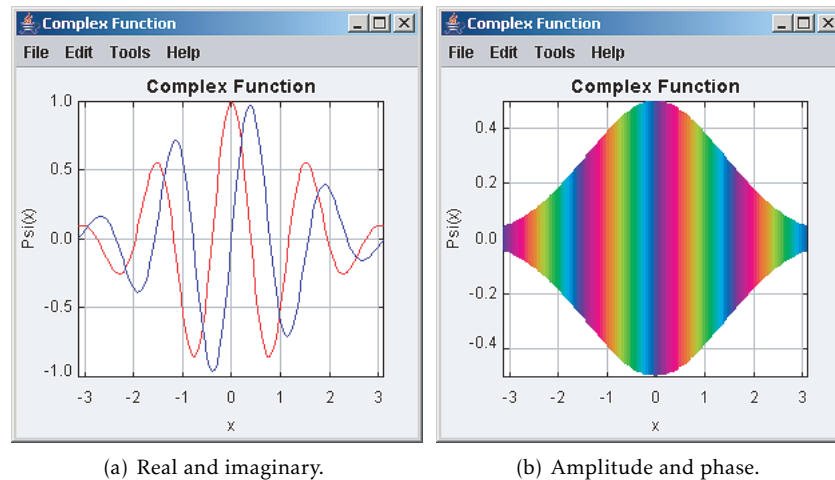 Complex Function
File Edit Tools Help
Complex Function
1.0
0.5
0.0
-0.5
-1.0
Psi(x)
-3 -2 -1 0 1 2 3
x
(a) Real and imaginary.
Complex Function
File Edit Tools Help
Complex Function
0.4
0.2
0.0
-0.2
-0.4
Psi(x)
-3 -2 -1 0 1 2 3
x
(b) Amplitude and phase.